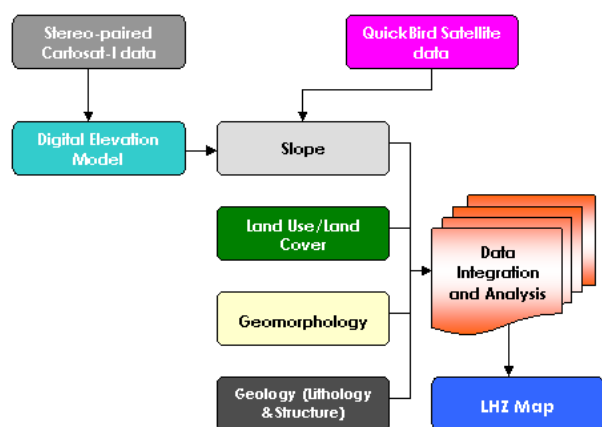 Stereo-paired
Cartosat-I data
QuickBird Satellite
data
Digital Elevation
Model
Slope
Land Use/Land
Cover
Data
Integration
and Analysis
Geomorphology
Geology (Lithology
&Structure)
LHZ Map